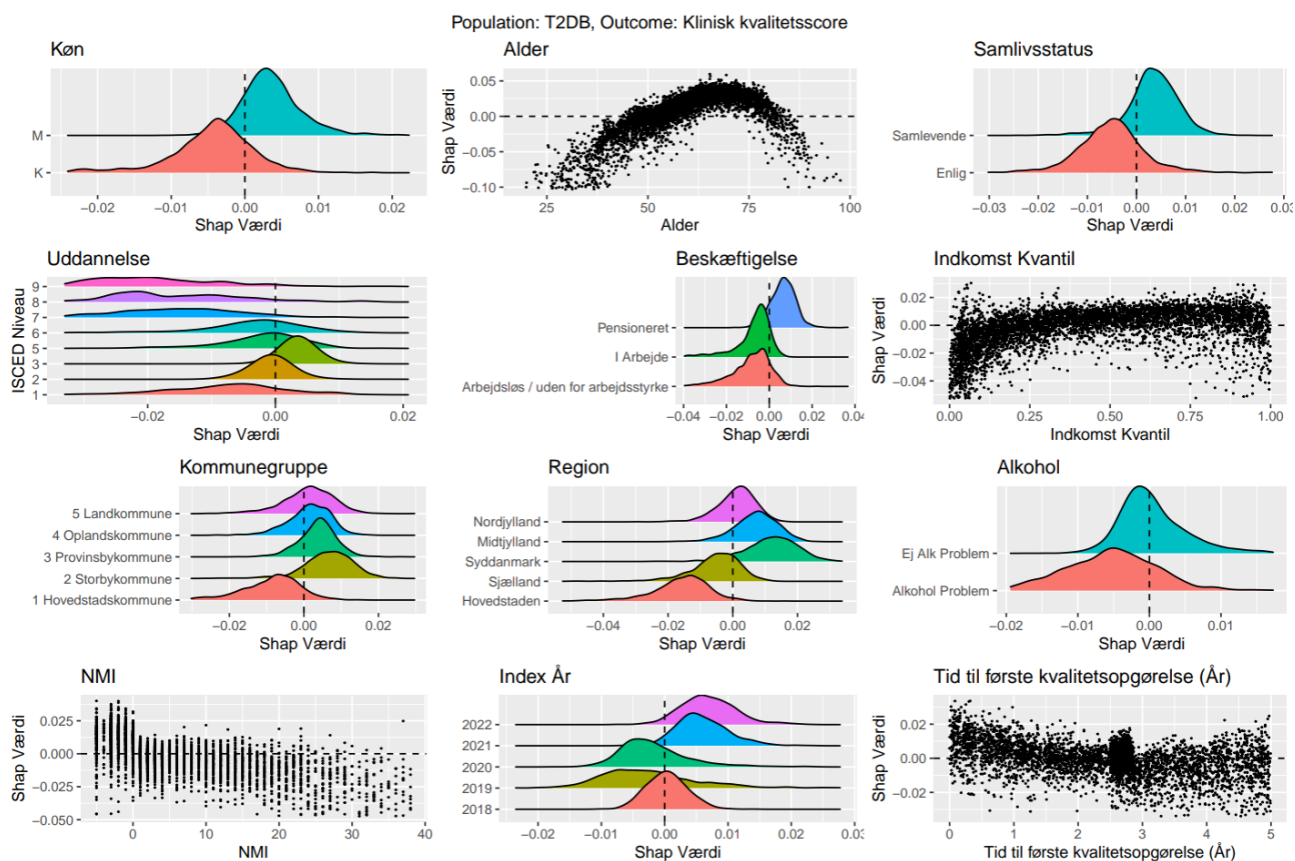 Population: T2DB, Outcome: Klinisk kvalitetsscore
Køn
M
K
−0.02 −0.01 0.00 0.01 0.02
Shap Værdi
Alder
Shap Værdi
0.05
0.00
−0.05
−0.10
25 50 75 100
Alder
Samlivsstatus
Samlevende
Enlig
−0.03 −0.02 −0.01 0.00 0.01 0.02 0.03
Shap Værdi
Uddannelse
ISCED Niveau
9
8
7
6
5
3
2
1
−0.02 0.00 0.02
Shap Værdi
Beskæftigelse
Pensioneret
I Arbejde
Arbejdsløs / uden for arbejdsstyrke
−0.04 −0.02 0.00 0.02 0.04
Shap Værdi
Indkomst Kvantil
Shap Værdi
0.02
0.00
−0.02
−0.04
0.00 0.25 0.50 0.75 1.00
Indkomst Kvantil
Kommunegruppe
5 Landkommune
4 Oplandskommune
3 Provinsbykommune
2 Storbykommune
1 Hovedstadskommune
−0.02 0.00 0.02
Shap Værdi
Region
Nordjylland
Midtjylland
Syddanmark
Sjælland
Hovedstaden
−0.04 −0.02 0.00 0.02
Shap Værdi
Alkohol
Ej Alk Problem
Alkohol Problem
−0.02 −0.01 0.00 0.01
Shap Værdi
NMI
Shap Værdi
0.025
0.000
−0.025
−0.050
0 10 20 30 40
NMI
Index År
2022
2021
2020
2019
2018
−0.02 −0.01 0.00 0.01 0.02 0.03
Shap Værdi
Tid til første kvalitetsopgørelse (År)
Shap Værdi
0.02
0.00
−0.02
0 1 2 3 4 5
Tid til første kvalitetsopgørelse (År)